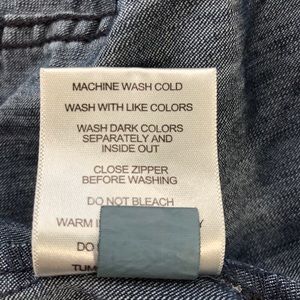 MACHINE WASH COLD
WASH WITH LIKE COLORS
WASH DARK COLORS
SEPARATELY AND
INSIDE OUT
CLOSE ZIPPER
BEFORE WASHING
DO NOT BLEACH
WARM
DO